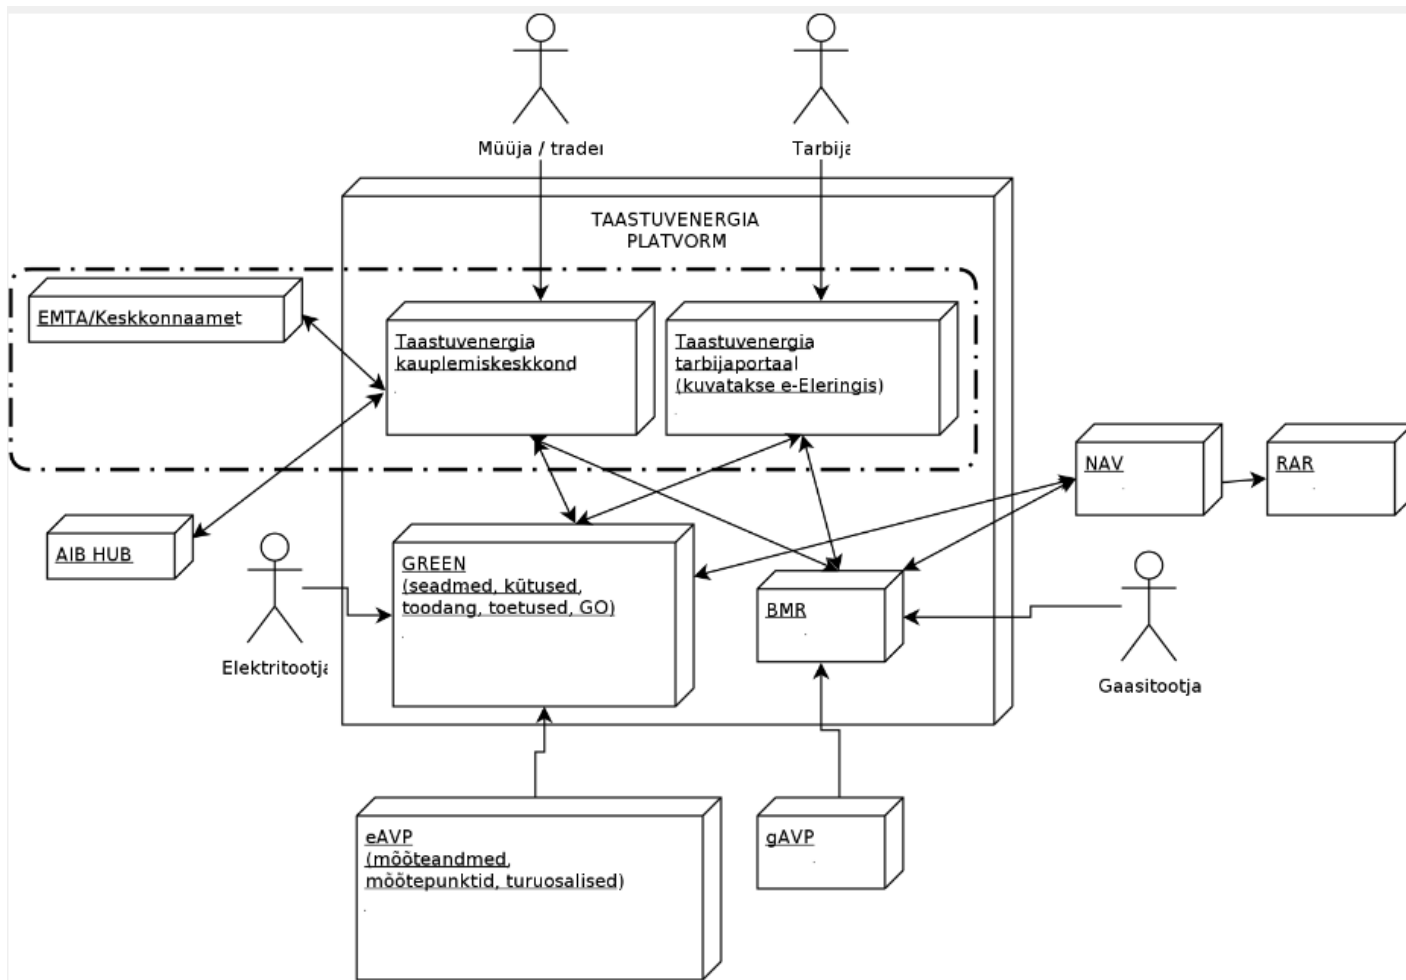 Müüja / trader
Tarbija
TAASTUVENERGIA
PLATVORM
EMTA/Keskkonnaamet
Taastuvenergia
kauplemiskeskkond
Taastuvenergia
tarbijaportaal
(kuvatakse e-Eleringis)
NAV
RAR
AIB HUB
GREEN
(seadmed, kütused,
toodang, toetused, GO)
BMR
Elektritootja
Gaasitootja
eAVP
(mõõteandmed,
mõõtepunktid, turuosalised)
gAVP